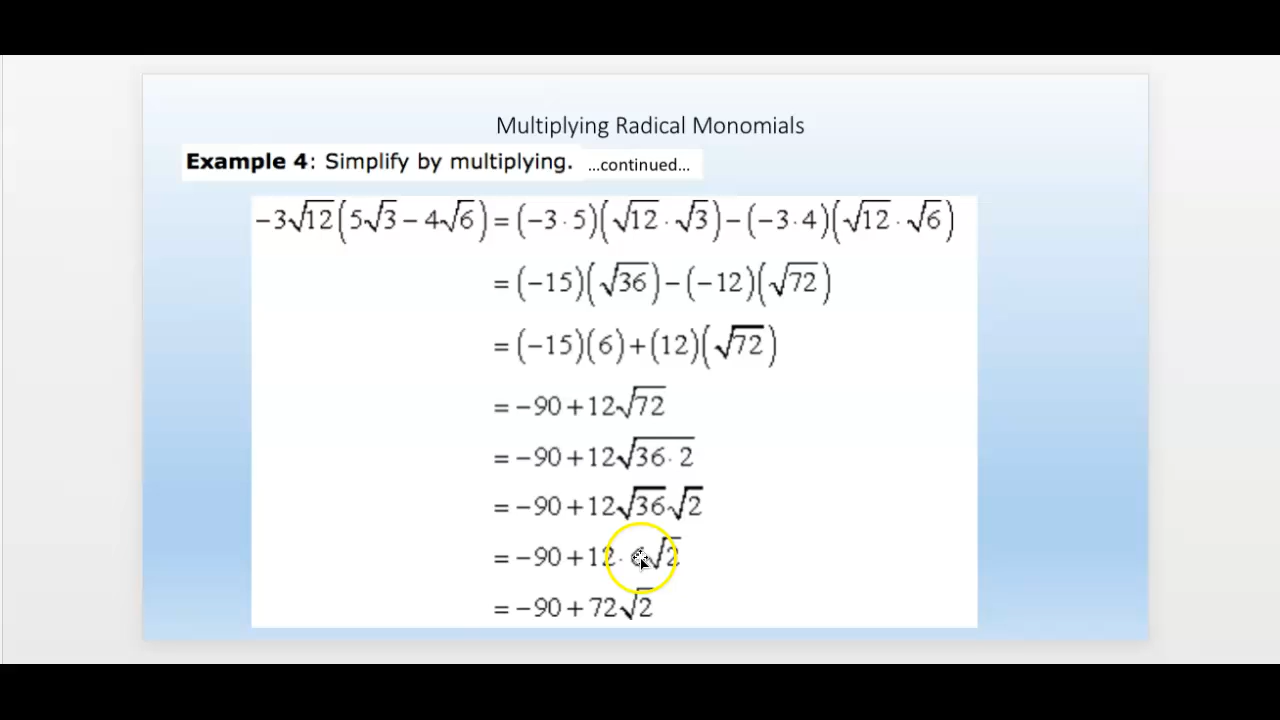 Multiplying Radical Monomials
Example 4: Simplify by multiplying. ...continued...
−3√12(5√3 − 4√6) = (−3 · 5)(√12 · √3) − (−3 · 4)(√12 · √6)
= (−15)(√36) − (−12)(√72)
= (−15)(6) + (12)(√72)
= −90 + 12√72
= −90 + 12√36 · 2
= −90 + 12√36√2
= −90 + 12 · 6√2
= −90 + 72√2